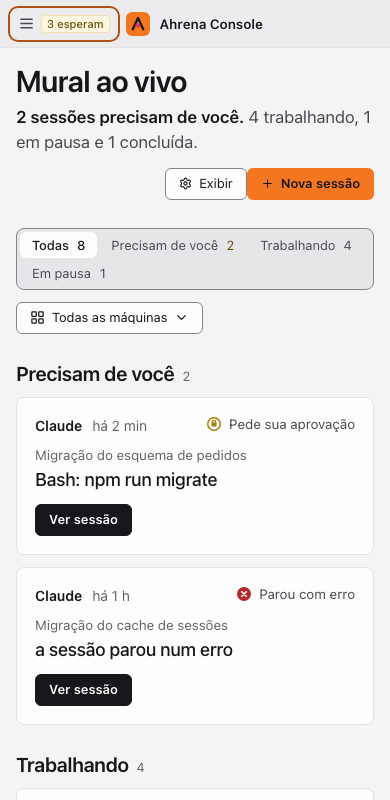 3 esperam
Ahrena Console
Mural ao vivo
2 sessões precisam de você. 4 trabalhando, 1
em pausa e 1 concluída.
Exibir
+ Nova sessão
Todas 8
Precisam de você 2
Trabalhando 4
Em pausa 1
Todas as máquinas
Precisam de você 2
Claude há 2 min
Pede sua aprovação
Migração do esquema de pedidos
Bash: npm run migrate
Ver sessão
Claude há 1 h
Parou com erro
Migração do cache de sessões
a sessão parou num erro
Ver sessão
Trabalhando 4